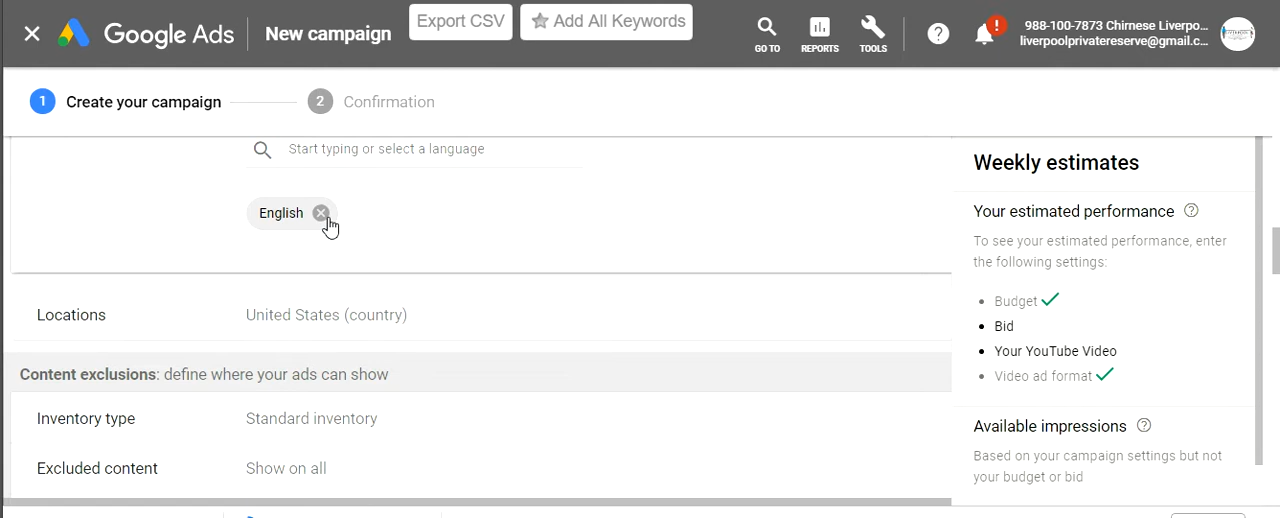 Google Ads
New campaign
Export CSV
Add All Keywords
GO TO
REPORTS
TOOLS
988-100-7873 Chirnese Liverpo...
liverpoolprivatereserve@gmail.c...
1 Create your campaign
2 Confirmation
Start typing or select a language
English
Locations
United States (country)
Content exclusions: define where your ads can show
Inventory type
Standard inventory
Excluded content
Show on all
Weekly estimates
Your estimated performance
To see your estimated performance, enter
the following settings:
Budget
Bid
Your YouTube Video
Video ad format
Available impressions
Based on your campaign settings but not
your budget or bid